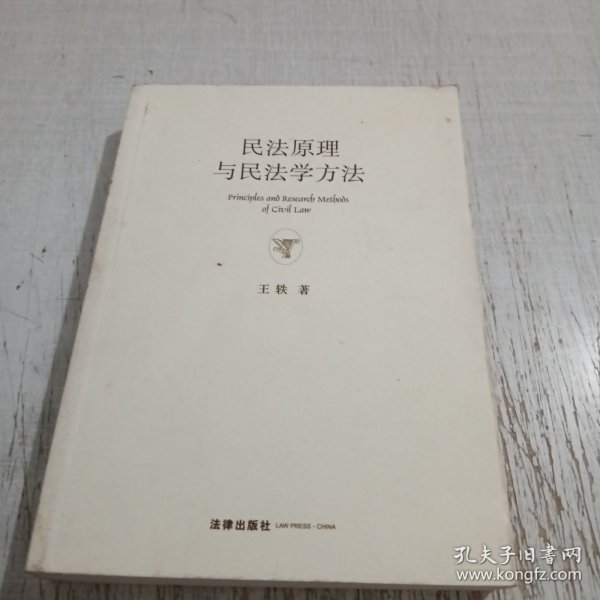 民法原理
与民法学方法
Principles and Research Methods
of Civil Law
王轶 著
法律出版社 LAW PRESS·CHINA
孔夫子旧书网
www.kongfz.com